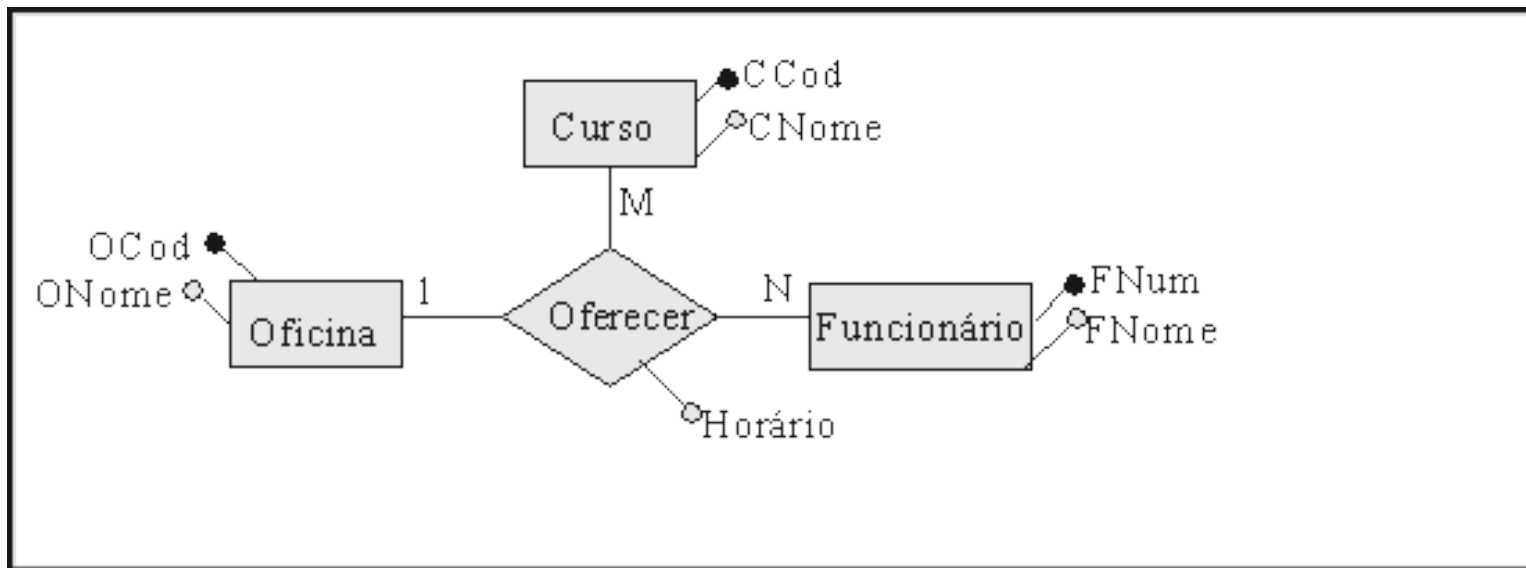 CCod
CNome
Curso
M
OCod
ONome
Oficina
1
Oferecer
N
Funcionário
FNum
FNome
Horário